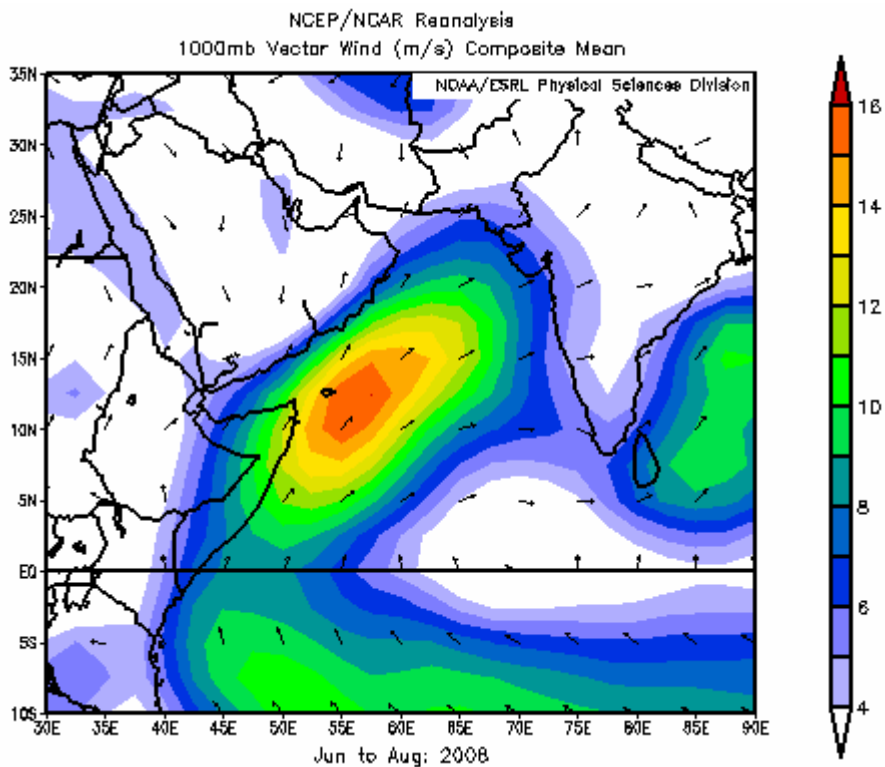 NCEP/NCAR Reanalysis
1000mb Vector Wind (m/s) Composite Mean
NOAA/ESRL Physical Sciences Division
35N
30N
25N
20N
15N
10N
5N
EQ
5S
10S
30E 35E 40E 45E 50E 55E 60E 65E 70E 75E 80E 85E 90E
Jun to Aug: 2008
16
14
12
10
8
6
4